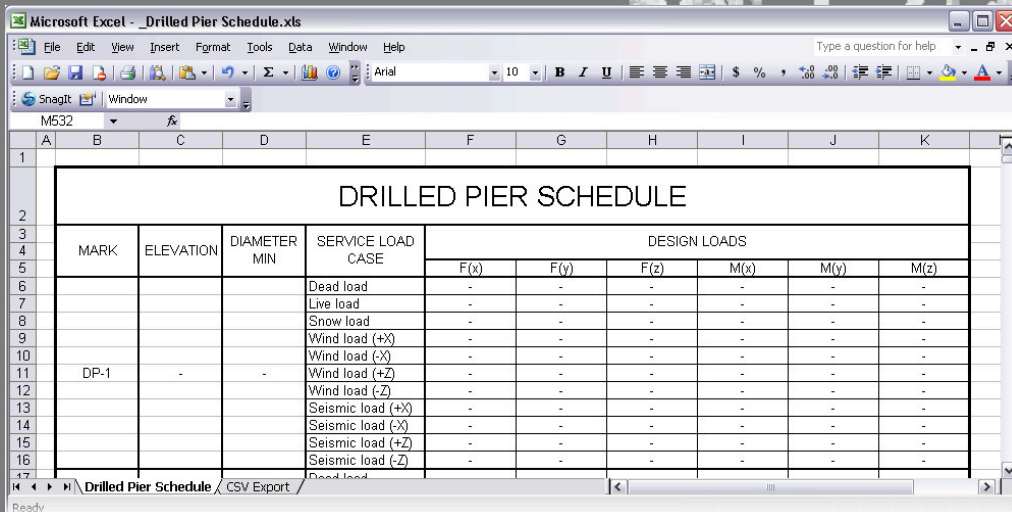 Microsoft Excel - _Drilled Pier Schedule.xls
File Edit View Insert Format Tools Data Window Help Type a question for help
Arial 10 B I U $ % , .00
SnagIt Window
M532 fx
A B C D E F G H I J K
1
2 DRILLED PIER SCHEDULE
3
4
5
MARK ELEVATION DIAMETER MIN SERVICE LOAD CASE DESIGN LOADS
F(x) F(y) F(z) M(x) M(y) M(z)
6 Dead load - - - - - -
7 Live load - - - - - -
8 Snow load - - - - - -
9 Wind load (+X) - - - - - -
10 Wind load (-X) - - - - - -
11 DP-1 - - Wind load (+Z) - - - - - -
12 Wind load (-Z) - - - - - -
13 Seismic load (+X) - - - - - -
14 Seismic load (-X) - - - - - -
15 Seismic load (+Z) - - - - - -
16 Seismic load (-Z) - - - - - -
17 Dead load
Drilled Pier Schedule CSV Export
Ready